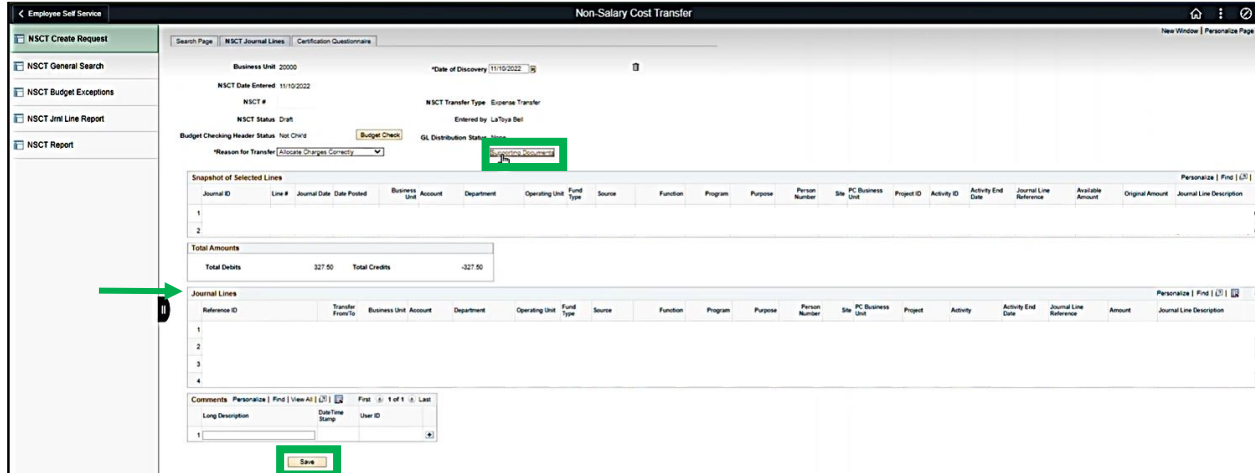 Employee Self Service
Non-Salary Cost Transfer
New Window | Personalize Page
NSCT Create Request
NSCT General Search
NSCT Budget Exceptions
NSCT Jrnl Line Report
NSCT Report
Search Page NSCT Journal Lines Certification Questionnaire
Business Unit 20000 *Date of Discovery 11/10/2022
NSCT Date Entered 11/10/2022
NSCT # NSCT Transfer Type Expense Transfer
NSCT Status Draft Entered by LaToya Bell
Budget Checking Header Status Not Chk'd Budget Check GL Distribution Status None
*Reason for Transfer Allocate Charges Correctly Supporting Documents
Snapshot of Selected Lines Personalize | Find |
Journal ID Line # Journal Date Date Posted Business Unit Account Department Operating Unit Fund Type Source Function Program Purpose Person Number Site PC Business Unit Project ID Activity ID Activity End Date Journal Line Reference Available Amount Original Amount Journal Line Description
1
2
Total Amounts
Total Debits 327.50 Total Credits -327.50
Journal Lines Personalize | Find |
Reference ID Transfer From/To Business Unit Account Department Operating Unit Fund Type Source Function Program Purpose Person Number Site PC Business Unit Project Activity Activity End Date Journal Line Reference Amount Journal Line Description
1
2
3
4
Comments Personalize | Find | View All | First 1 of 1 Last
Long Description DateTime Stamp User ID
1
Save